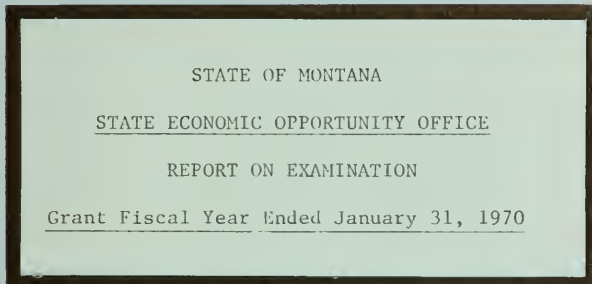 STATE OF MONTANA
STATE ECONOMIC OPPORTUNITY OFFICE
REPORT ON EXAMINATION
Grant Fiscal Year Ended January 31, 1970